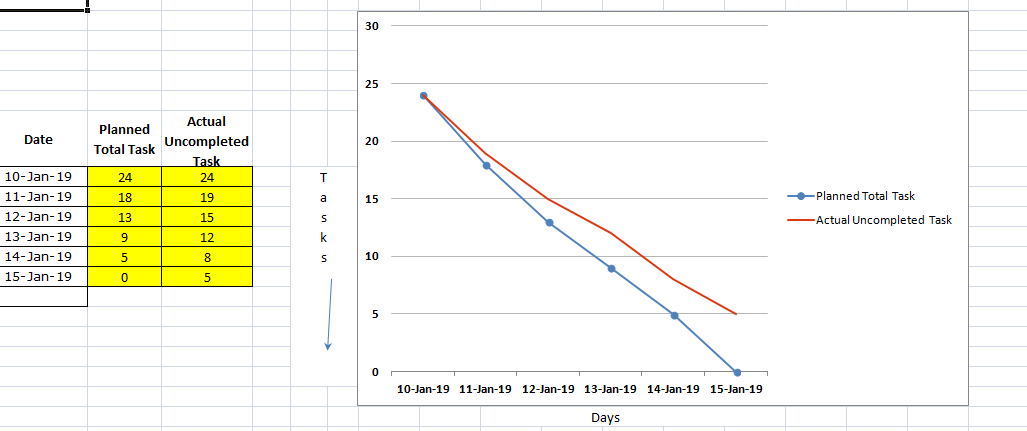 Date Planned Total Task Actual Uncompleted Task
10-Jan-19 24 24
11-Jan-19 18 19
12-Jan-19 13 15
13-Jan-19 9 12
14-Jan-19 5 8
15-Jan-19 0 5
T
a
s
k
s
30
25
20
15
10
5
0
10-Jan-19 11-Jan-19 12-Jan-19 13-Jan-19 14-Jan-19 15-Jan-19
Days
Planned Total Task
Actual Uncompleted Task